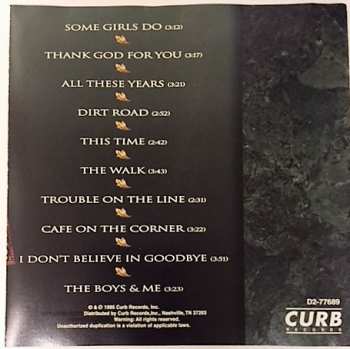 SOME GIRLS DO (3:12)
THANK GOD FOR YOU (3:17)
ALL THESE YEARS (3:21)
DIRT ROAD (2:52)
THIS TIME (2:42)
THE WALK (3:43)
TROUBLE ON THE LINE (2:31)
CAFE ON THE CORNER (3:22)
I DON'T BELIEVE IN GOODBYE (3:51)
THE BOYS & ME (3:23)
℗ & © 1995 Curb Records, Inc.
Distributed by Curb Records, Inc., Nashville, TN 37203
Warning: All rights reserved.
Unauthorized duplication is a violation of applicable laws.
D2-77689
CURB
RECORDS